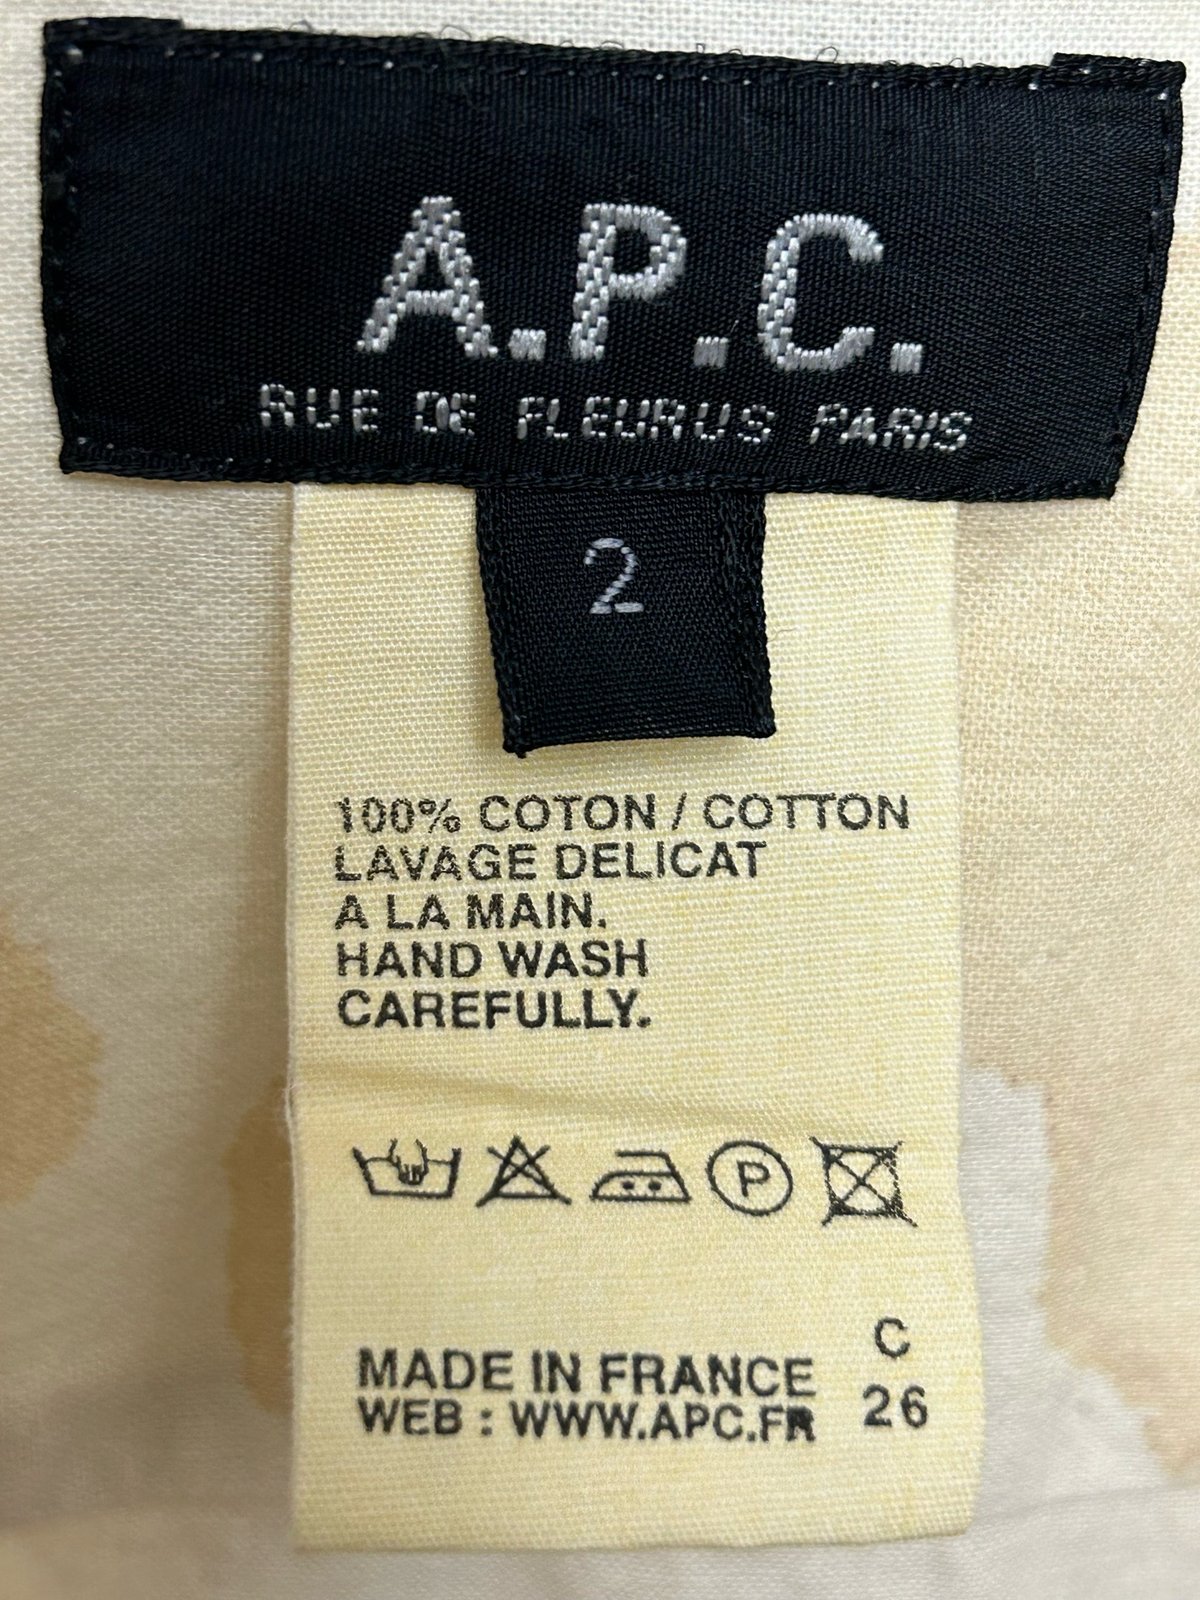 A.P.C.
RUE DE FLEURUS PARIS
2
100% COTON / COTTON
LAVAGE DELICAT
A LA MAIN.
HAND WASH
CAREFULLY.
P
MADE IN FRANCE
WEB : WWW.APC.FR
C
26